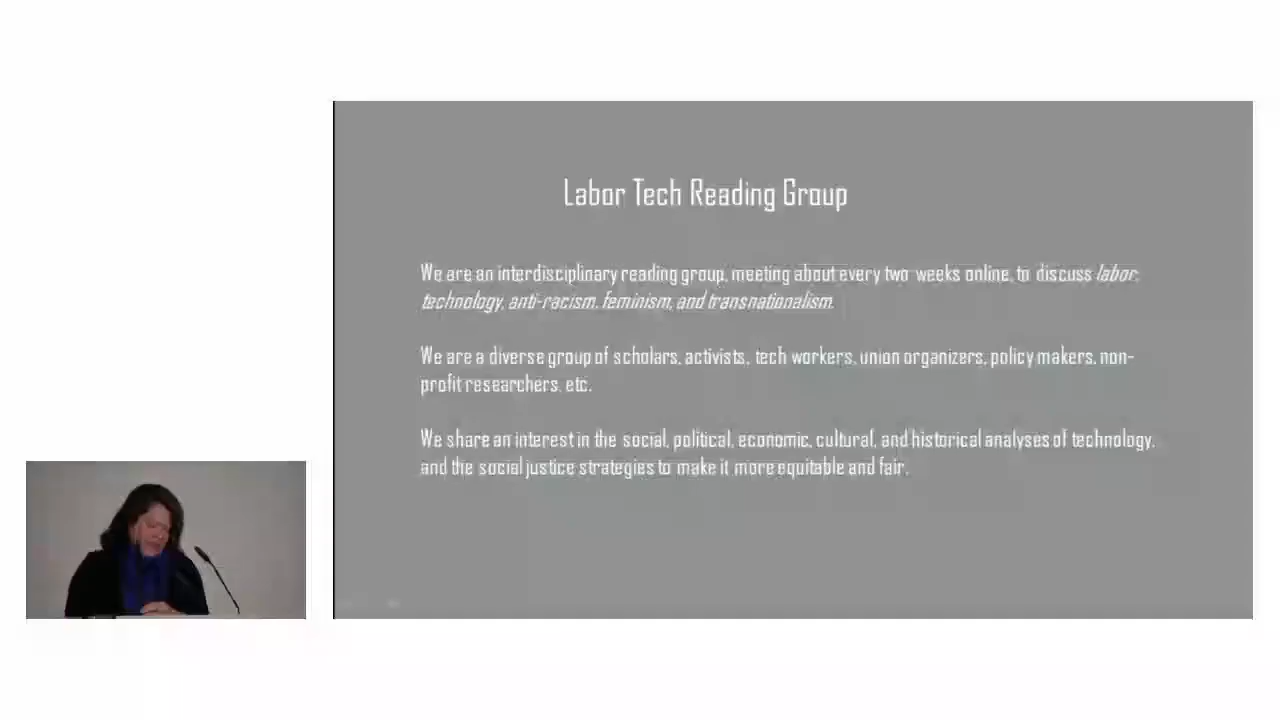 Labor Tech Reading Group
We are an interdisciplinary reading group, meeting about every two weeks online, to discuss labor,
technology, anti-racism, feminism, and transnationalism.
We are a diverse group of scholars, activists, tech workers, union organizers, policy makers, non-
profit researchers, etc.
We share an interest in the social, political, economic, cultural, and historical analyses of technology,
and the social justice strategies to make it more equitable and fair.